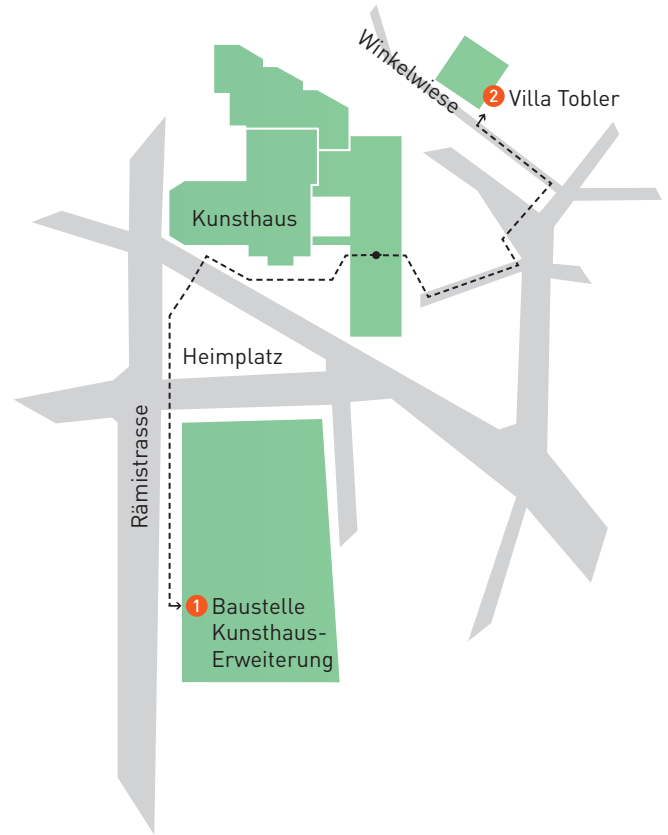 Winkelwiese
2 Villa Tobler
Kunsthaus
Heimplatz
Rämistrasse
1 Baustelle
Kunsthaus-
Erweiterung